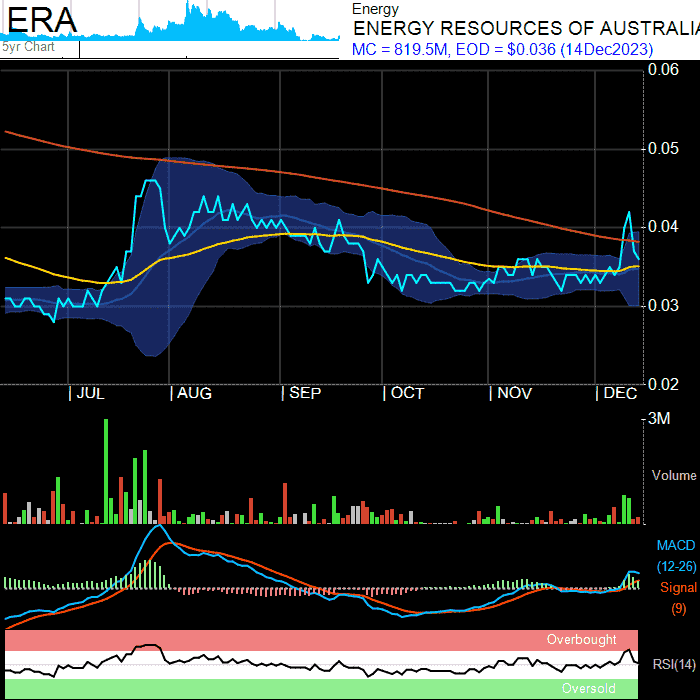 ERA
5yr Chart
Energy
ENERGY RESOURCES OF AUSTRALIA
MC = 819.5M, EOD = $0.036 (14Dec2023)
0.06
0.05
0.04
0.03
0.02
JUL
AUG
SEP
OCT
NOV
DEC
3M
Volume
MACD
(12-26)
Signal
(9)
Overbought
RSI(14)
Oversold